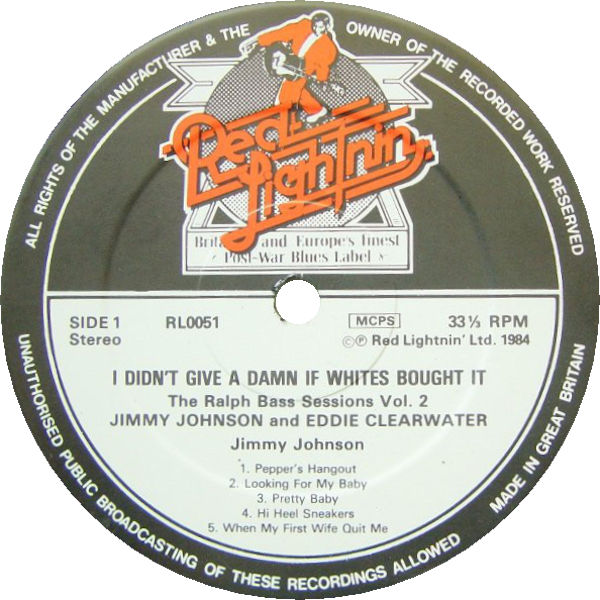 ALL RIGHTS OF THE MANUFACTURER & THE OWNER OF THE RECORDED WORK RESERVED
Red
Lightnin'
Britain's and Europe's finest
Post-War Blues Label
SIDE 1 RL0051 MCPS 33⅓ RPM
Stereo ©℗ Red Lightnin' Ltd. 1984
I DIDN'T GIVE A DAMN IF WHITES BOUGHT IT
The Ralph Bass Sessions Vol. 2
JIMMY JOHNSON and EDDIE CLEARWATER
Jimmy Johnson
1. Pepper's Hangout
2. Looking For My Baby
3. Pretty Baby
4. Hi Heel Sneakers
5. When My First Wife Quit Me
UNAUTHORISED PUBLIC BROADCASTING OF THESE RECORDINGS ALLOWED
MADE IN GREAT BRITAIN